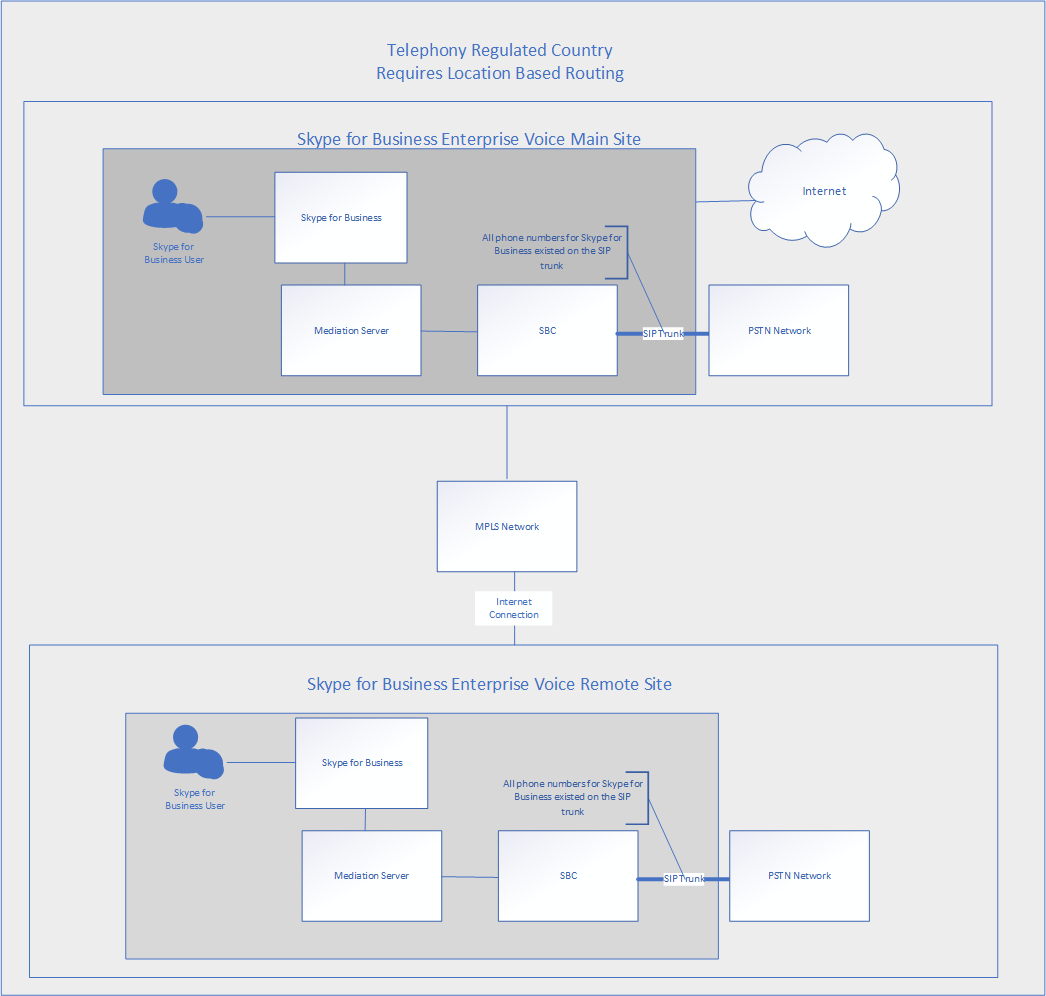 Telephony Regulated Country
Requires Location Based Routing
Skype for Business Enterprise Voice Main Site
Internet
Skype for Business
Skype for
Business User
All phone numbers for Skype for
Business existed on the SIP
trunk
Mediation Server
SBC
SIP Trunk
PSTN Network
MPLS Network
Internet
Connection
Skype for Business Enterprise Voice Remote Site
Skype for Business
Skype for
Business User
All phone numbers for Skype for
Business existed on the SIP
trunk
Mediation Server
SBC
SIP Trunk
PSTN Network